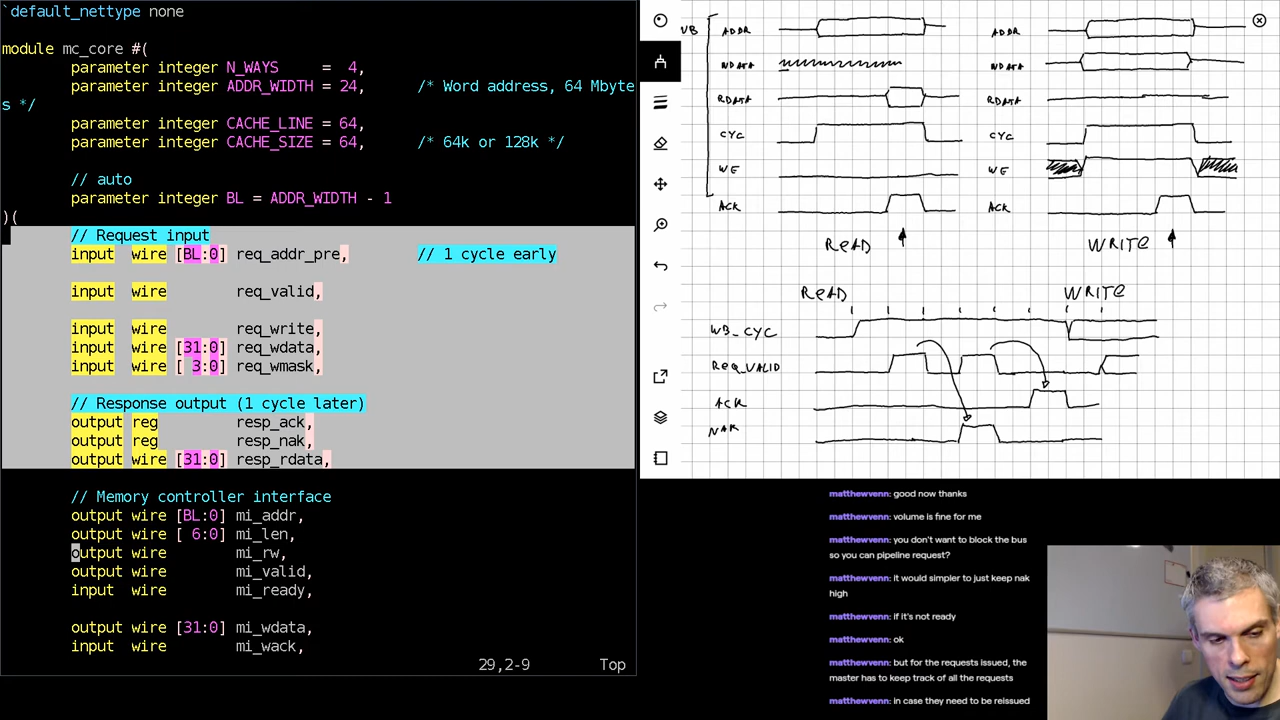 `default_nettype none
module mc_core #(
parameter integer N_WAYS     =  4,
parameter integer ADDR_WIDTH = 24,      /* Word address, 64 Mbyte
s */
parameter integer CACHE_LINE = 64,
parameter integer CACHE_SIZE = 64,      /* 64k or 128k */
// auto
parameter integer BL = ADDR_WIDTH - 1
)(
// Request input
input  wire [BL:0] req_addr_pre,        // 1 cycle early
input  wire        req_valid,
input  wire        req_write,
input  wire [31:0] req_wdata,
input  wire [ 3:0] req_wmask,
// Response output (1 cycle later)
output reg         resp_ack,
output reg         resp_nak,
output wire [31:0] resp_rdata,
// Memory controller interface
output wire [BL:0] mi_addr,
output wire [ 6:0] mi_len,
output wire        mi_rw,
output wire        mi_valid,
input  wire        mi_ready,
output wire [31:0] mi_wdata,
input  wire        mi_wack,
29,2-9 Top
WB
ADDR
WDATA
RDATA
CYC
WE
ACK
READ
ADDR
WDATA
RDATA
CYC
WE
ACK
WRITE
READ
WRITE
WB_CYC
REQ_VALID
ACK
NAK
matthewvenn: good now thanks
matthewvenn: volume is fine for me
matthewvenn: you don't want to block the bus
so you can pipeline request?
matthewvenn: it would simpler to just keep nak
high
matthewvenn: if it's not ready
matthewvenn: ok
matthewvenn: but for the requests issued, the
master has to keep track of all the requests
matthewvenn: in case they need to be reissued